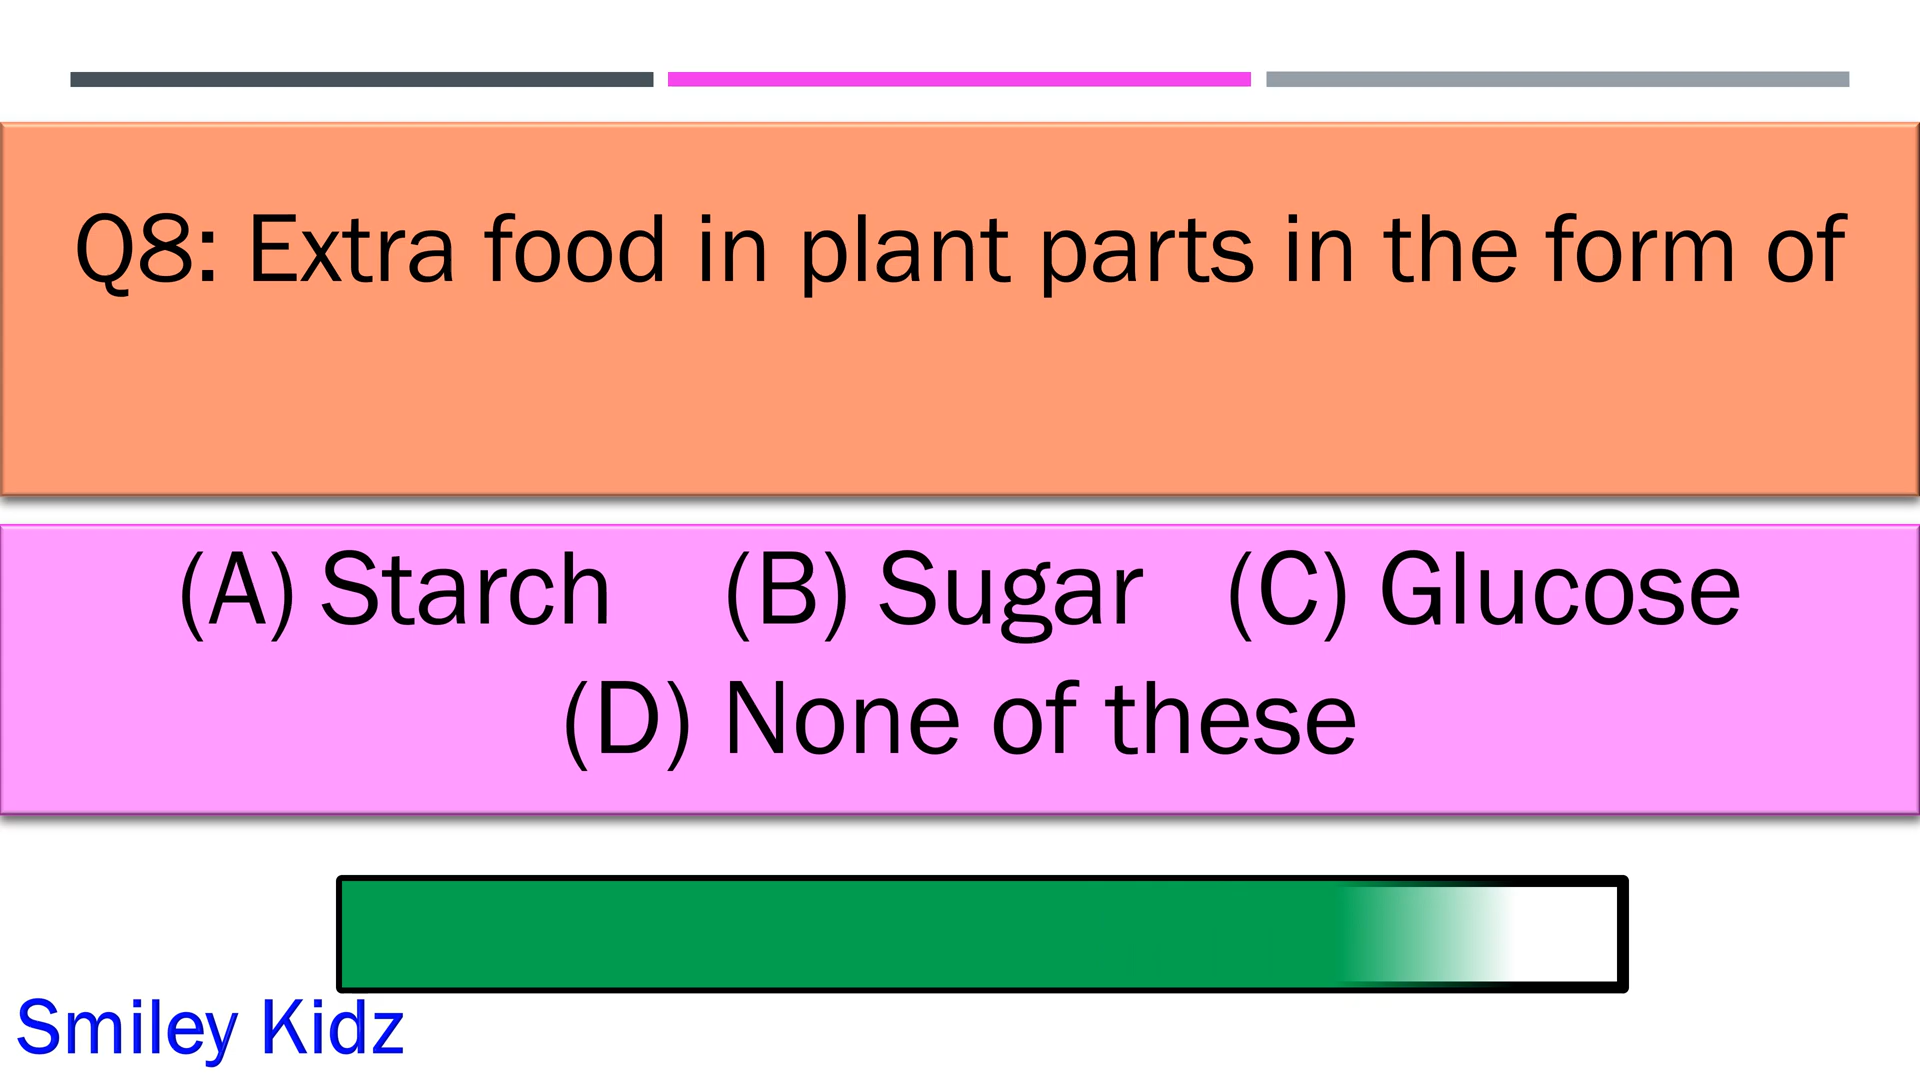 Q8: Extra food in plant parts in the form of
(A) Starch (B) Sugar (C) Glucose
(D) None of these
Smiley Kidz